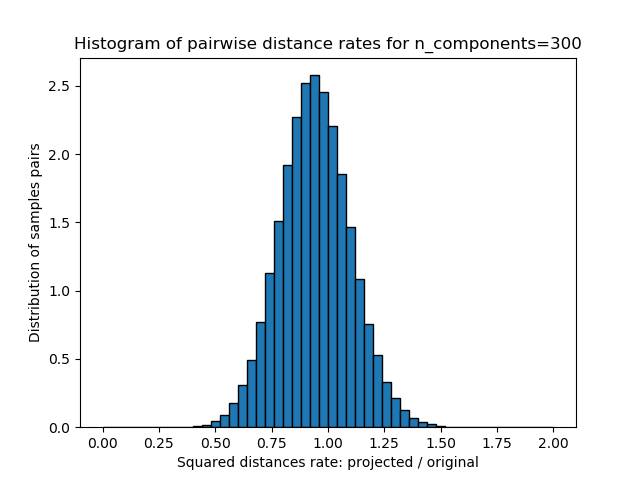 Histogram of pairwise distance rates for n_components=300
2.5
2.0
1.5
1.0
0.5
0.0
Distribution of samples pairs
0.00 0.25 0.50 0.75 1.00 1.25 1.50 1.75 2.00
Squared distances rate: projected / original